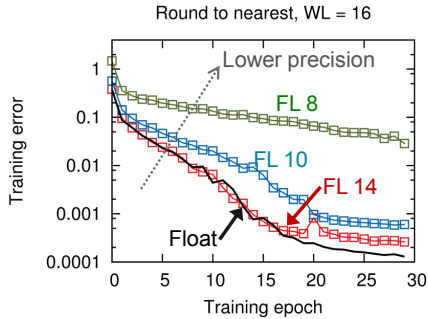 Round to nearest, WL = 16
Training error
1
0.1
0.01
0.001
0.0001
Lower precision
FL 8
FL 10
FL 14
Float
0 5 10 15 20 25 30
Training epoch